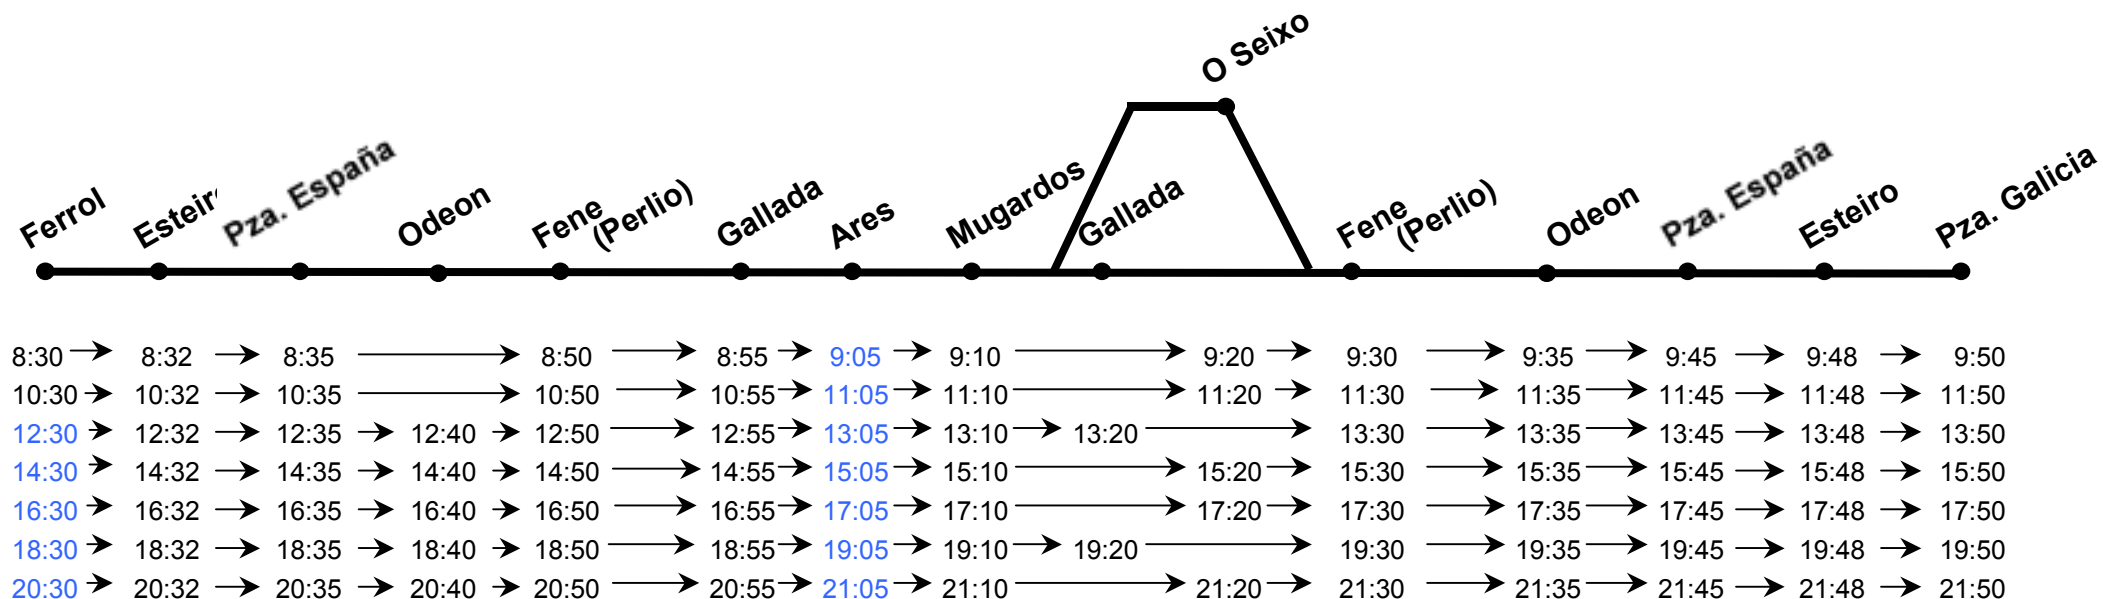 O Seixo
Ferrol Esteir Pza. España Odeon Fene (Perlio) Gallada Ares Mugardos Gallada Fene (Perlio) Odeon Pza. España Esteiro Pza. Galicia
8:30 8:32 8:35 8:50 8:55 9:05 9:10 9:20 9:30 9:35 9:45 9:48 9:50
10:30 10:32 10:35 10:50 10:55 11:05 11:10 11:20 11:30 11:35 11:45 11:48 11:50
12:30 12:32 12:35 12:40 12:50 12:55 13:05 13:10 13:20 13:30 13:35 13:45 13:48 13:50
14:30 14:32 14:35 14:40 14:50 14:55 15:05 15:10 15:20 15:30 15:35 15:45 15:48 15:50
16:30 16:32 16:35 16:40 16:50 16:55 17:05 17:10 17:20 17:30 17:35 17:45 17:48 17:50
18:30 18:32 18:35 18:40 18:50 18:55 19:05 19:10 19:20 19:30 19:35 19:45 19:48 19:50
20:30 20:32 20:35 20:40 20:50 20:55 21:05 21:10 21:20 21:30 21:35 21:45 21:48 21:50